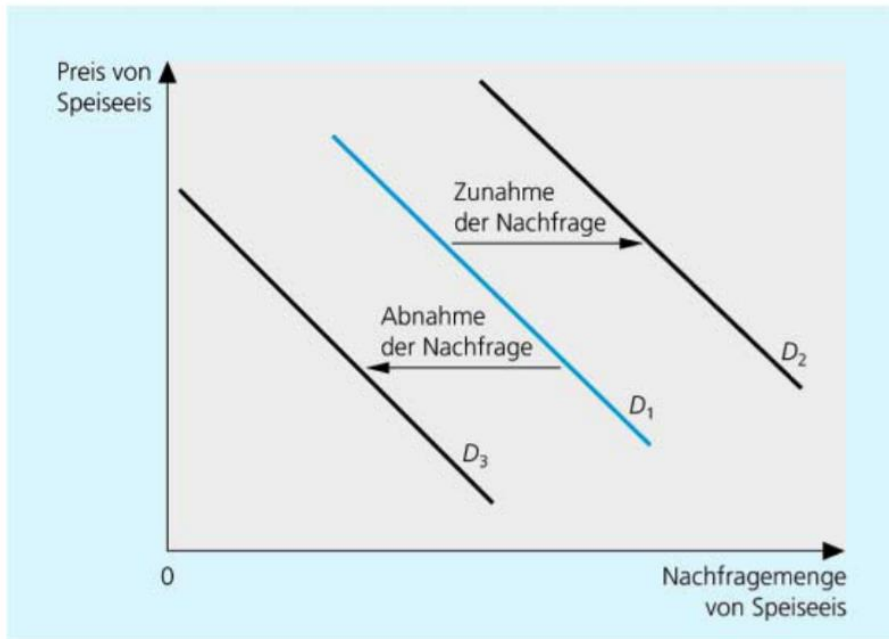 Preis von
Speiseeis
Zunahme
der Nachfrage
Abnahme
der Nachfrage
D₂
D₁
D₃
0
Nachfragemenge
von Speiseeis